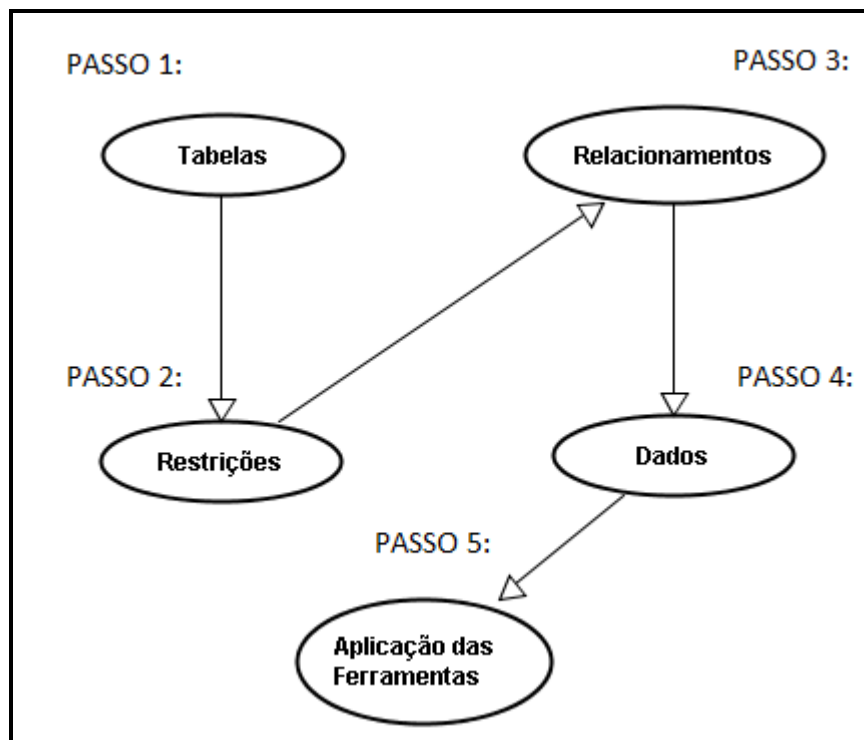 PASSO 1:
Tabelas
PASSO 2:
Restrições
PASSO 3:
Relacionamentos
PASSO 4:
Dados
PASSO 5:
Aplicação das
Ferramentas